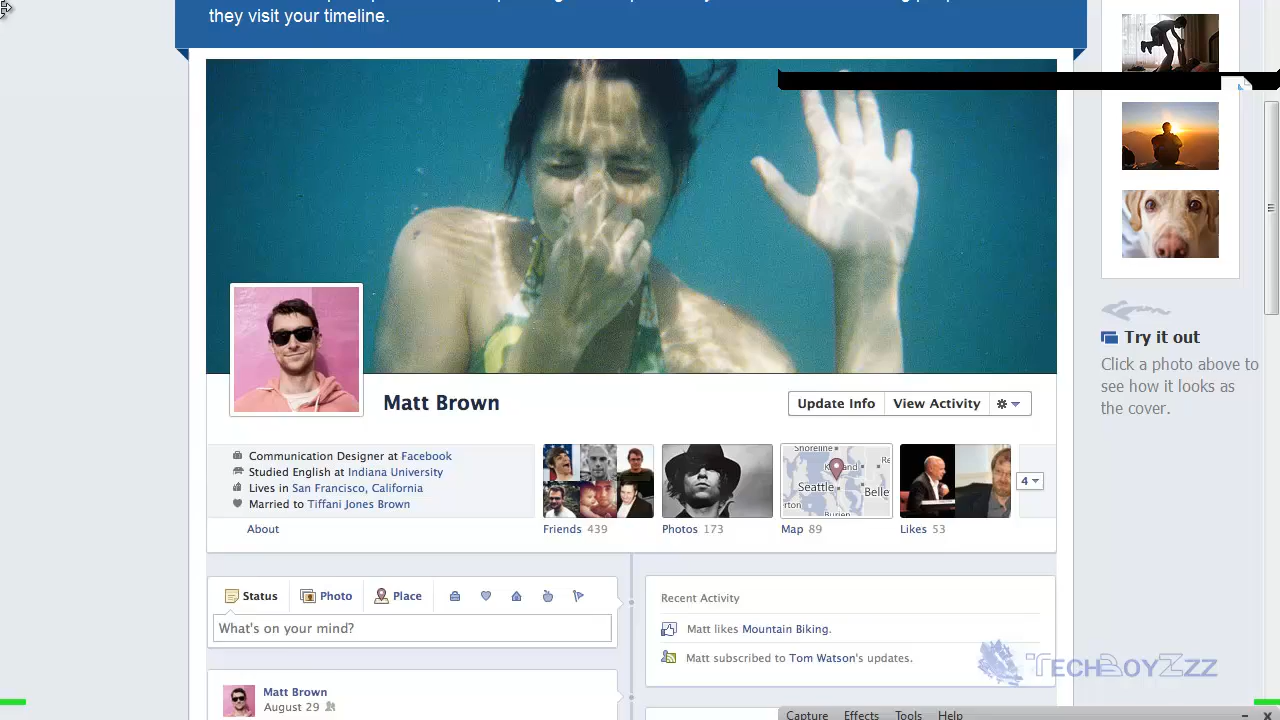 they visit your timeline.
Matt Brown
Update Info
View Activity
Communication Designer at Facebook
Studied English at Indiana University
Lives in San Francisco, California
Married to Tiffani Jones Brown
About
Friends 439
Photos 173
Shoreline
Kirkland
Seattle
Belle
Map 89
Likes 53
4
Try it out
Click a photo above to
see how it looks as
the cover.
Status
Photo
Place
What's on your mind?
Recent Activity
Matt likes Mountain Biking.
Matt subscribed to Tom Watson's updates.
TechBoyZzz
Matt Brown
August 29
Capture Effects Tools Help